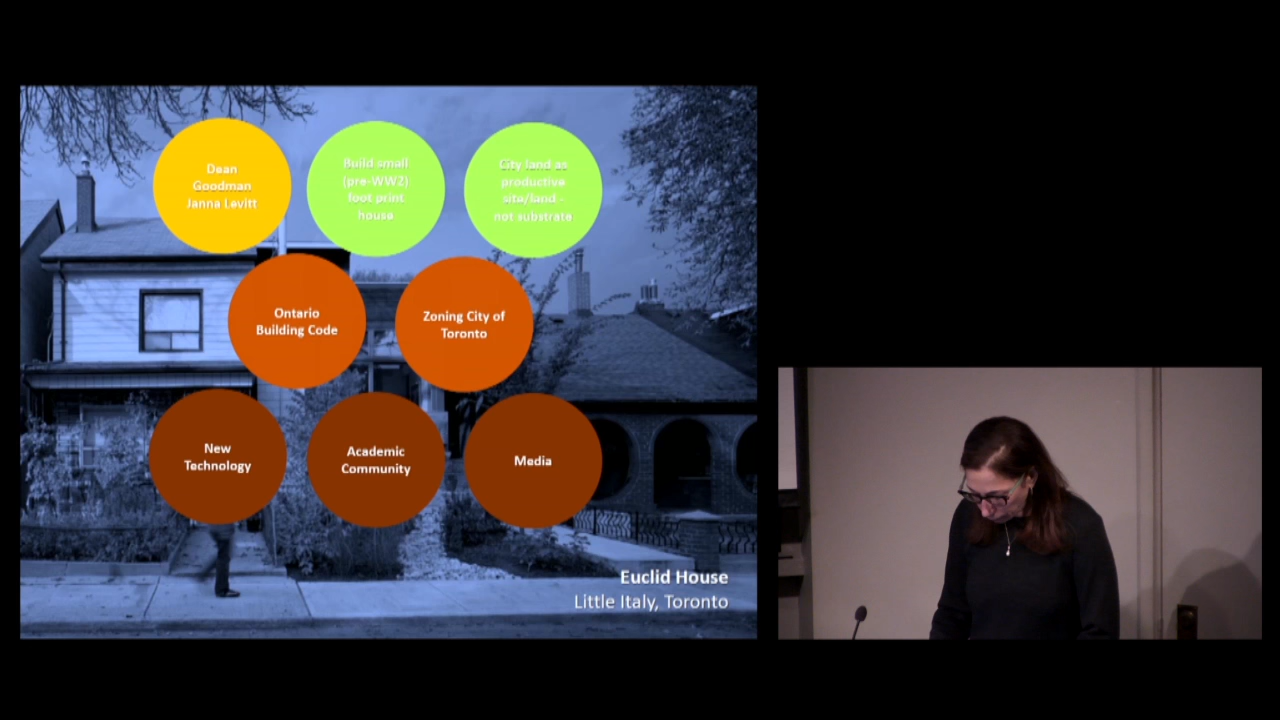 Dean
Goodman
Janna Levitt
Build small
(pre-WW2)
foot print
house
City land as
productive
site/land -
not substrate
Ontario
Building Code
Zoning City of
Toronto
New
Technology
Academic
Community
Media
Euclid House
Little Italy, Toronto